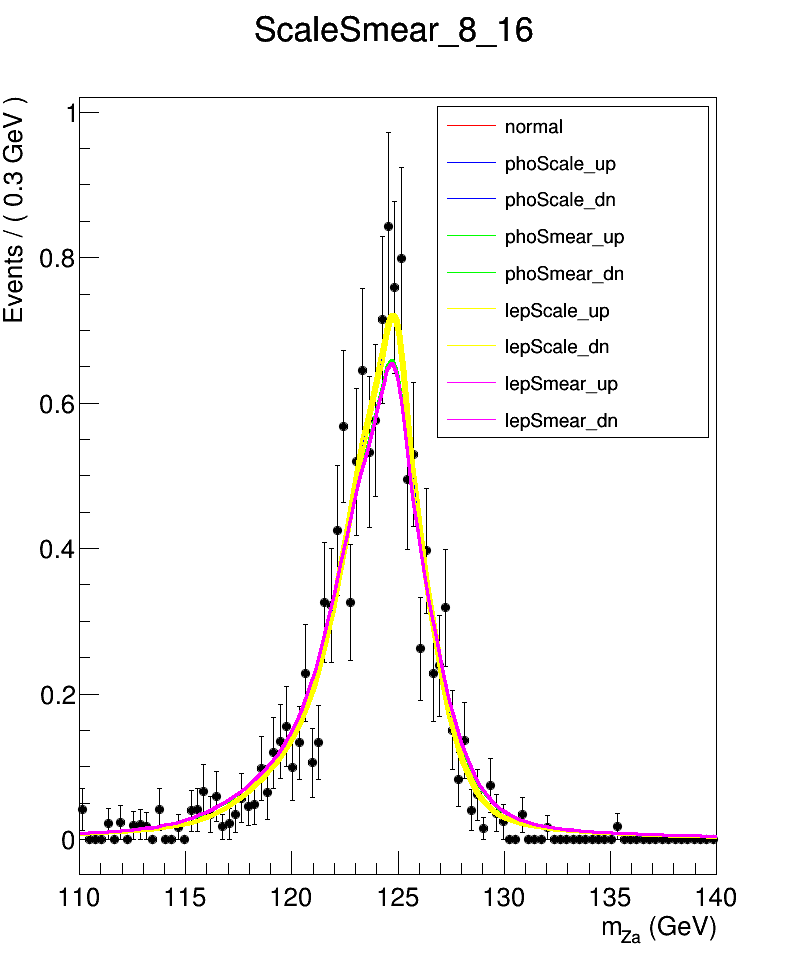 ScaleSmear_8_16
Events / ( 0.3 GeV )
1
0.8
0.6
0.4
0.2
0
normal
phoScale_up
phoScale_dn
phoSmear_up
phoSmear_dn
lepScale_up
lepScale_dn
lepSmear_up
lepSmear_dn
110 115 120 125 130 135 140
mZa (GeV)